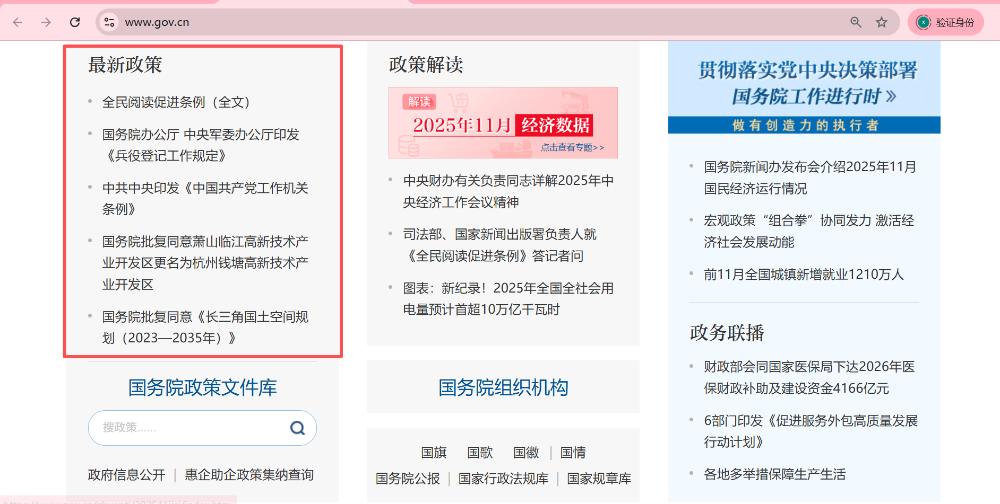 www.gov.cn
验证身份
最新政策
全民阅读促进条例（全文）
国务院办公厅 中央军委办公厅印发
《兵役登记工作规定》
中共中央印发《中国共产党工作机关
条例》
国务院批复同意萧山临江高新技术产
业开发区更名为杭州钱塘高新技术产
业开发区
国务院批复同意《长三角国土空间规
划（2023—2035年）》
国务院政策文件库
搜政策......
政府信息公开 | 惠企助企政策集纳查询
政策解读
解读
2025年11月 经济数据
点击查看专题>>
中央财办有关负责同志详解2025年中
央经济工作会议精神
司法部、国家新闻出版署负责人就
《全民阅读促进条例》答记者问
图表：新纪录！2025年全国全社会用
电量预计首超10万亿千瓦时
国务院组织机构
国旗 国歌 国徽 | 国情
国务院公报 | 国家行政法规库 | 国家规章库
贯彻落实党中央决策部署
国务院工作进行时 »
做有创造力的执行者
国务院新闻办发布会介绍2025年11月
国民经济运行情况
宏观政策“组合拳”协同发力 激活经
济社会发展动能
前11月全国城镇新增就业1210万人
政务联播
财政部会同国家医保局下达2026年医
保财政补助及建设资金4166亿元
6部门印发《促进服务外包高质量发展
行动计划》
各地多举措保障生产生活